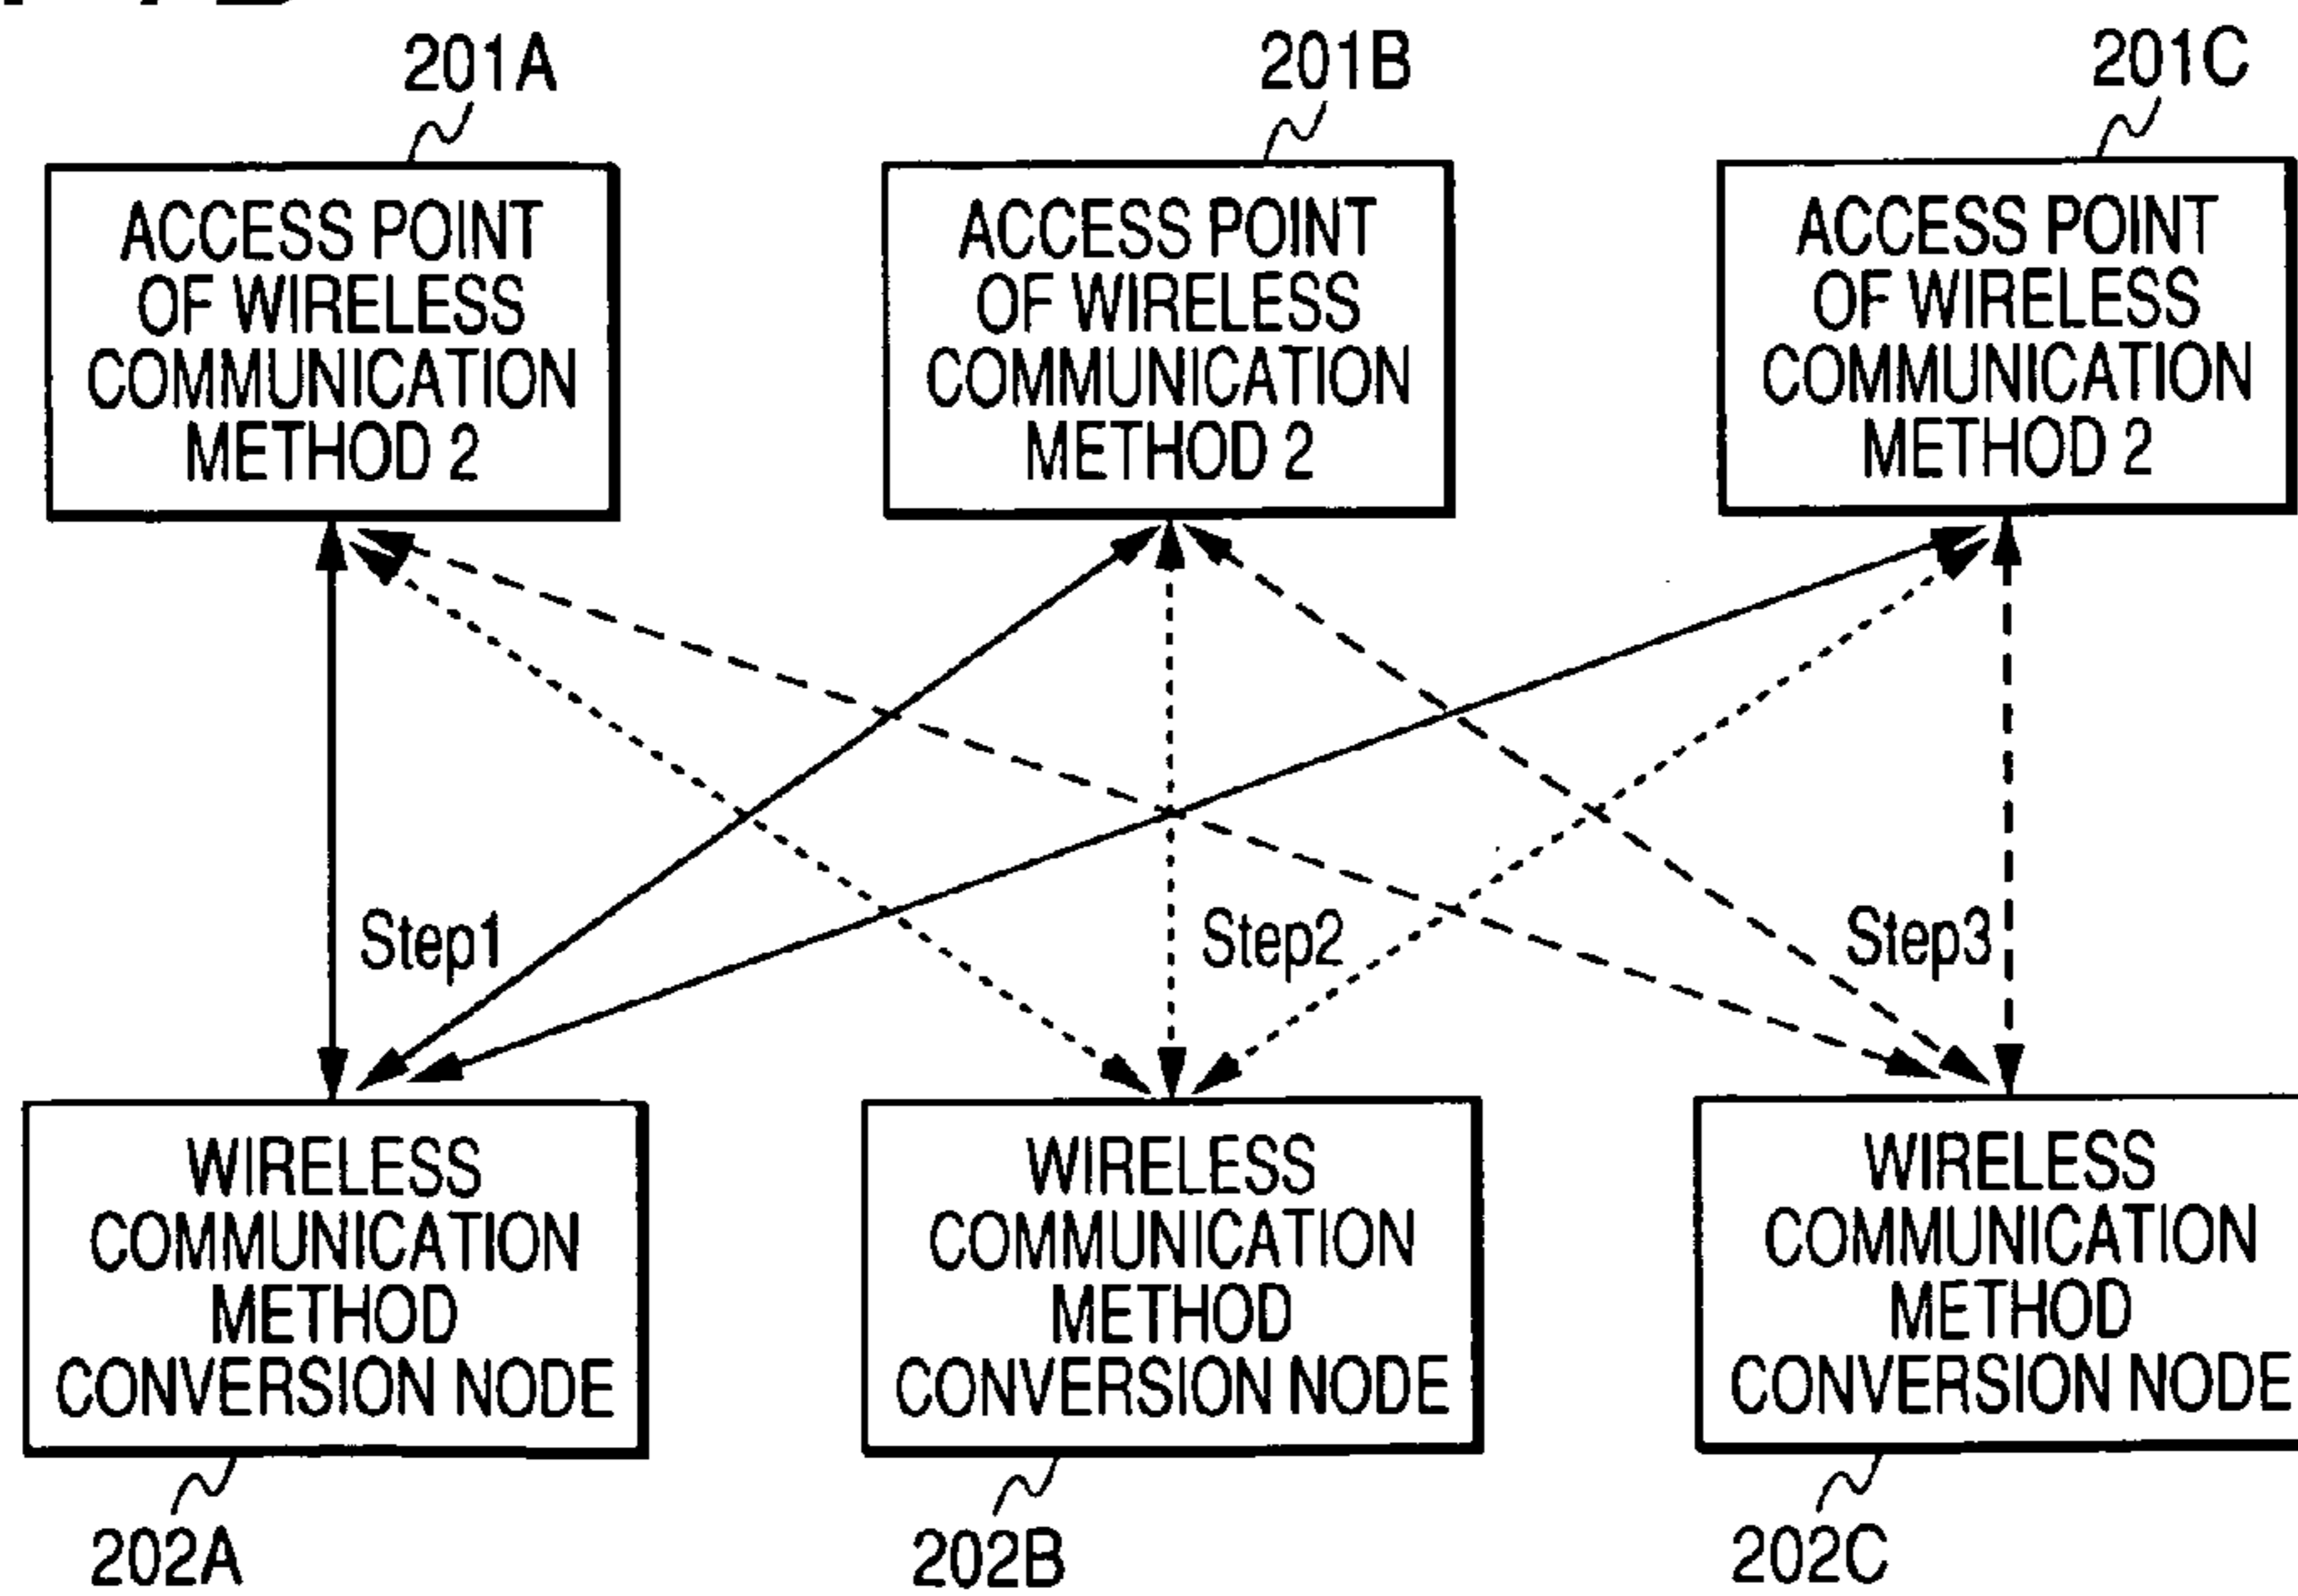 201A
201B
201C
ACCESS POINT
OF WIRELESS
COMMUNICATION
METHOD 2
ACCESS POINT
OF WIRELESS
COMMUNICATION
METHOD 2
ACCESS POINT
OF WIRELESS
COMMUNICATION
METHOD 2
Step1
Step2
Step3
WIRELESS
COMMUNICATION
METHOD
CONVERSION NODE
WIRELESS
COMMUNICATION
METHOD
CONVERSION NODE
WIRELESS
COMMUNICATION
METHOD
CONVERSION NODE
202A
202B
202C